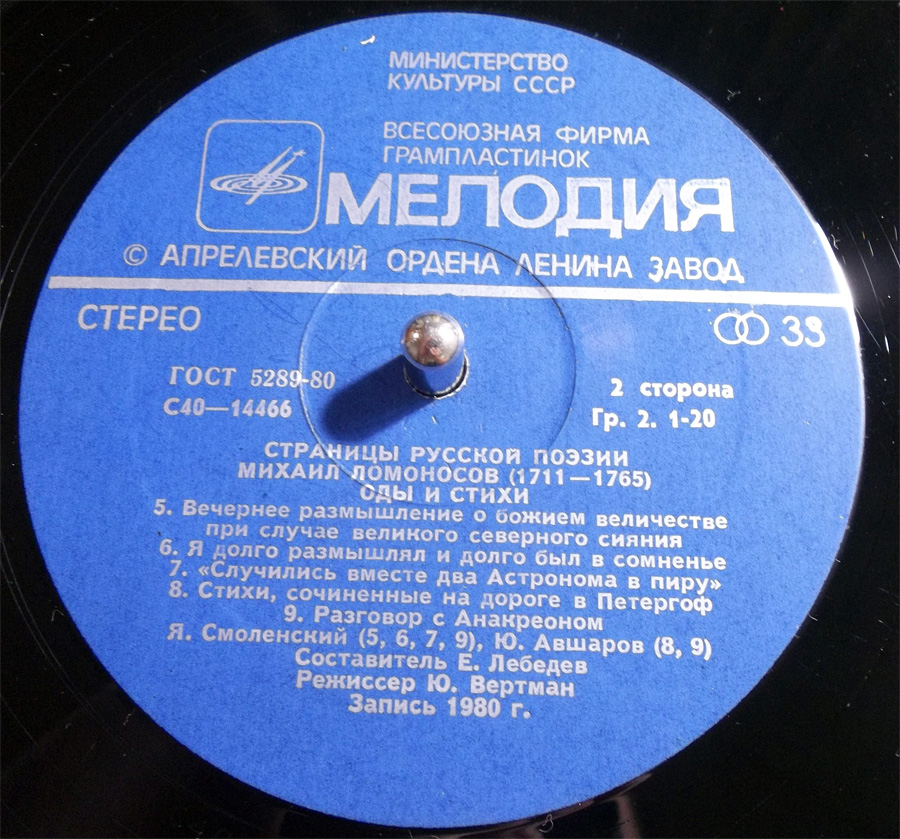 МИНИСТЕРСТВО
КУЛЬТУРЫ СССР
ВСЕСОЮЗНАЯ ФИРМА
ГРАМПЛАСТИНОК
МЕЛОДИЯ
© АПРЕЛЕВСКИЙ ОРДЕНА ЛЕНИНА ЗАВОД
СТЕРЕО 33
ГОСТ 5289-80 2 сторона
С40—14466 Гр. 2. 1-20
СТРАНИЦЫ РУССКОЙ ПОЭЗИИ
МИХАИЛ ЛОМОНОСОВ (1711—1765)
ОДЫ И СТИХИ
5. Вечернее размышление о божием величестве
при случае великого северного сияния
6. Я долго размышлял и долго был в сомненье
7. «Случились вместе два Астронома в пиру»
8. Стихи, сочиненные на дороге в Петергоф
9. Разговор с Анакреоном
Я. Смоленский (5, 6, 7, 9), Ю. Авшаров (8, 9)
Составитель Е. Лебедев
Режиссер Ю. Вертман
Запись 1980 г.